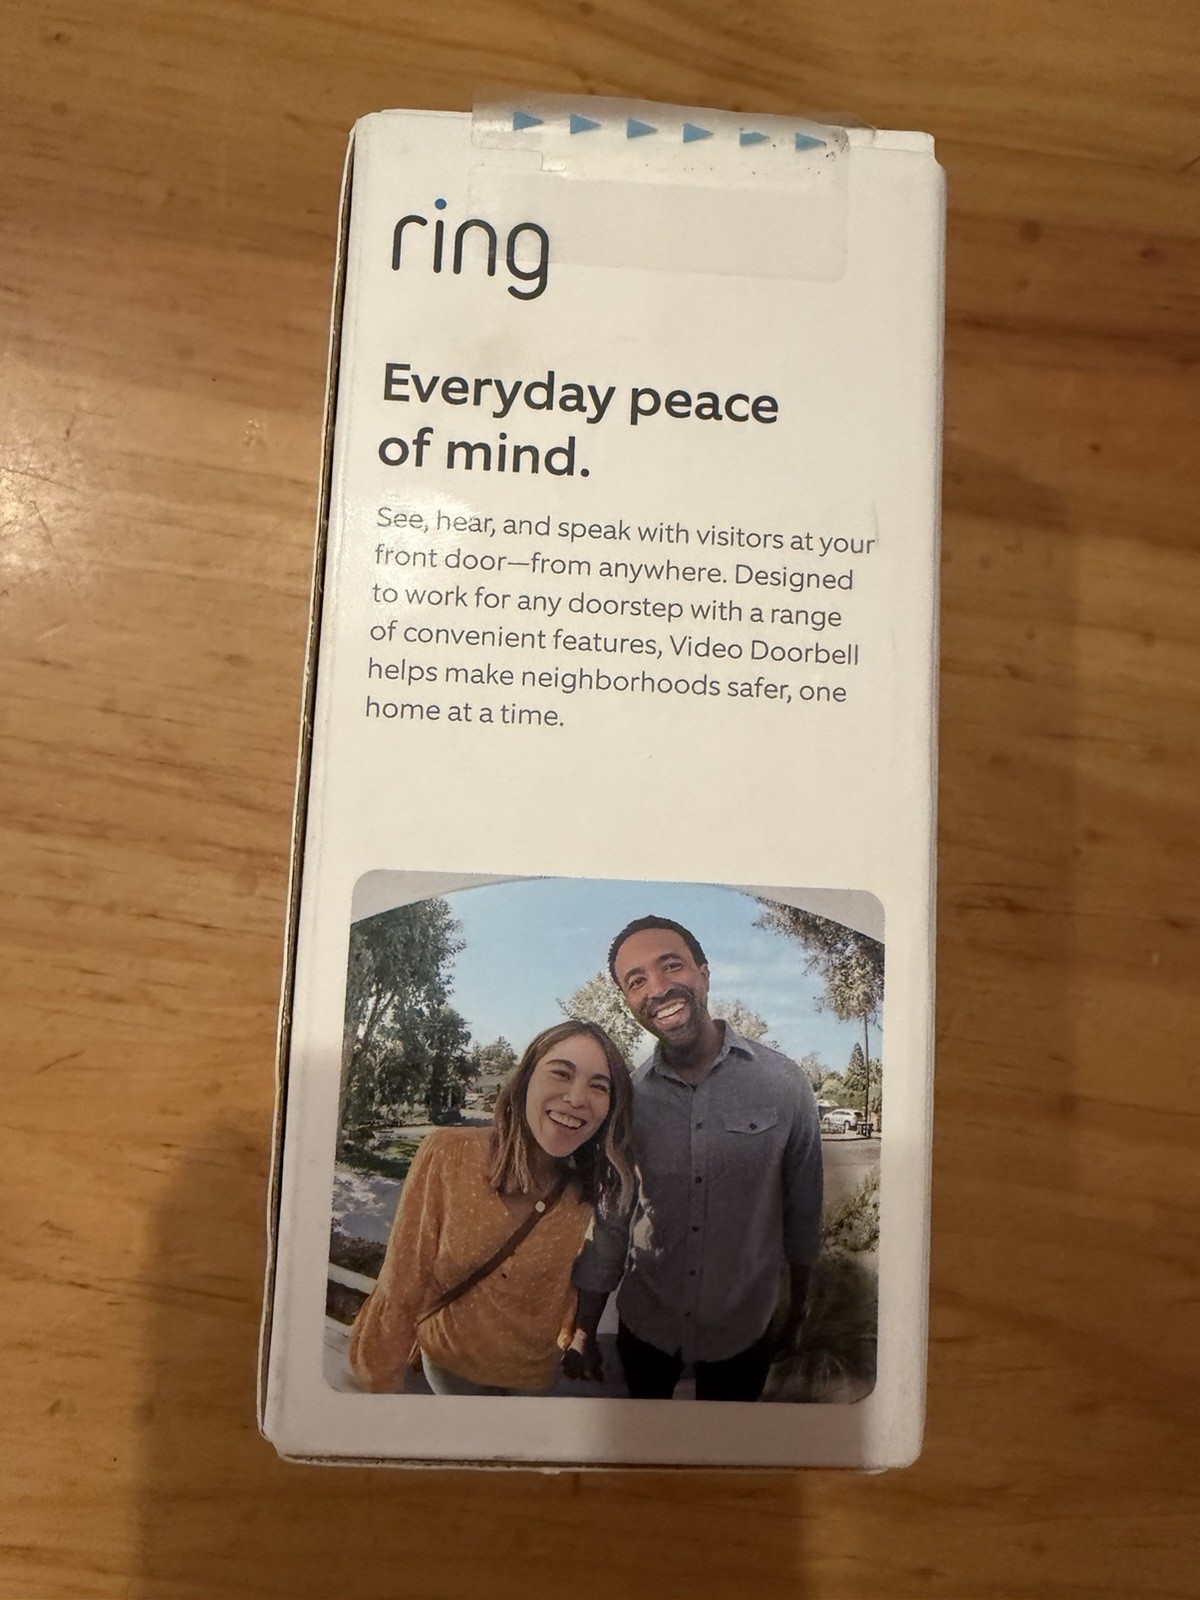 ring
Everyday peace
of mind.
See, hear, and speak with visitors at your
front door—from anywhere. Designed
to work for any doorstep with a range
of convenient features, Video Doorbell
helps make neighborhoods safer, one
home at a time.